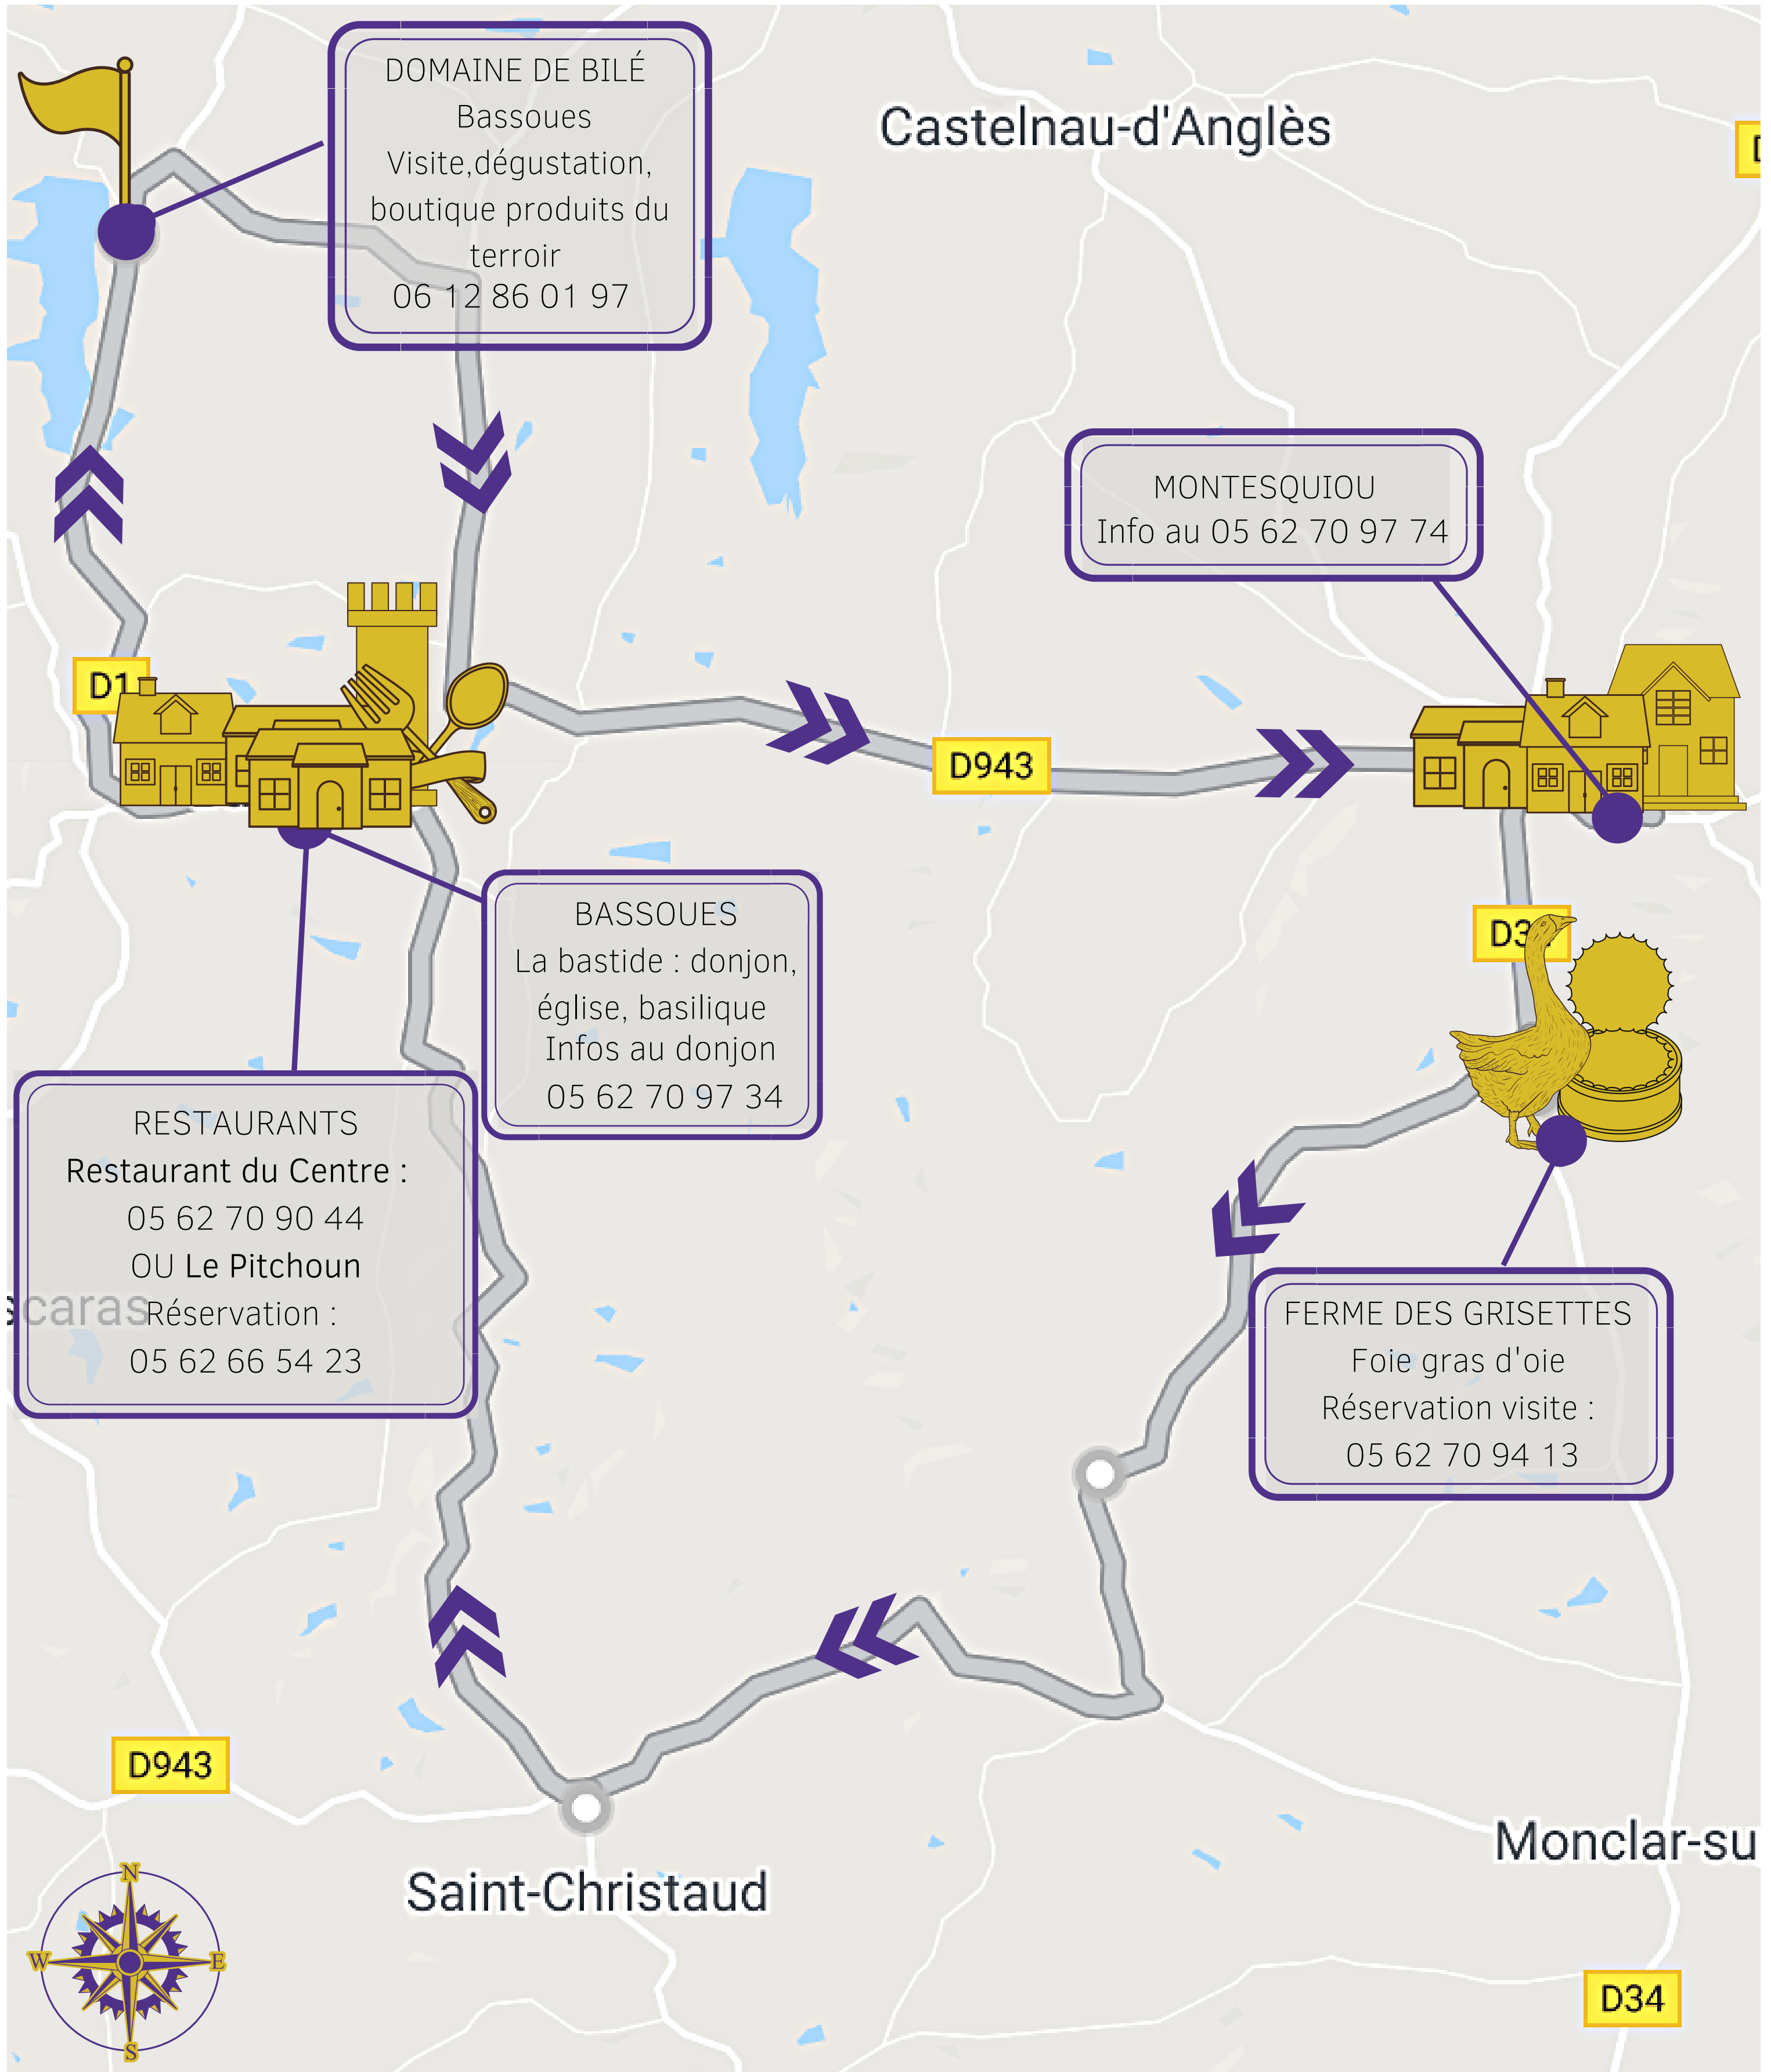 DOMAINE DE BILÉ
Bassoues
Visite,dégustation,
boutique produits du
terroir
06 12 86 01 97
Castelnau-d'Anglès
MONTESQUIOU
Info au 05 62 70 97 74
D1
D943
BASSOUES
La bastide : donjon,
église, basilique
Infos au donjon
05 62 70 97 34
RESTAURANTS
Restaurant du Centre :
05 62 70 90 44
OU Le Pitchoun
Réservation :
05 62 66 54 23
caras
FERME DES GRISETTES
Foie gras d'oie
Réservation visite :
05 62 70 94 13
D943
Saint-Christaud
Monclar-su
D34
N
W
E
S